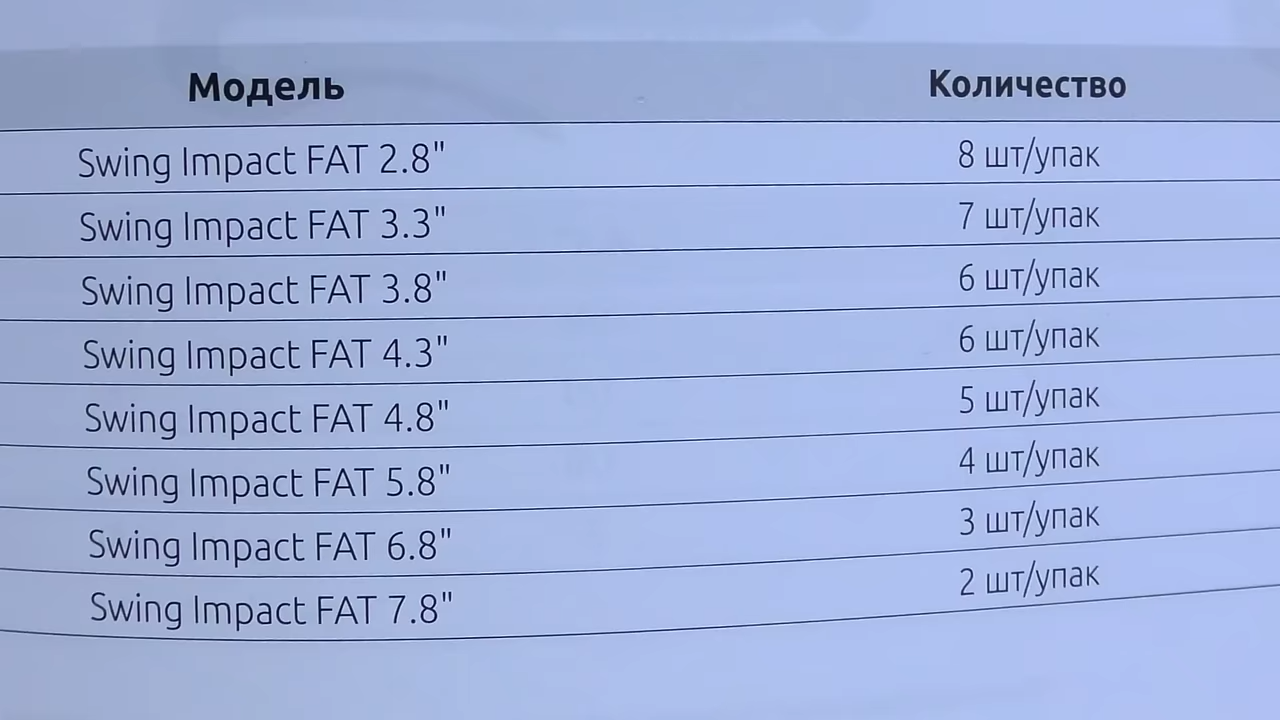 Модель Количество
Swing Impact FAT 2.8" 8 шт/упак
Swing Impact FAT 3.3" 7 шт/упак
Swing Impact FAT 3.8" 6 шт/упак
Swing Impact FAT 4.3" 6 шт/упак
Swing Impact FAT 4.8" 5 шт/упак
Swing Impact FAT 5.8" 4 шт/упак
Swing Impact FAT 6.8" 3 шт/упак
Swing Impact FAT 7.8" 2 шт/упак